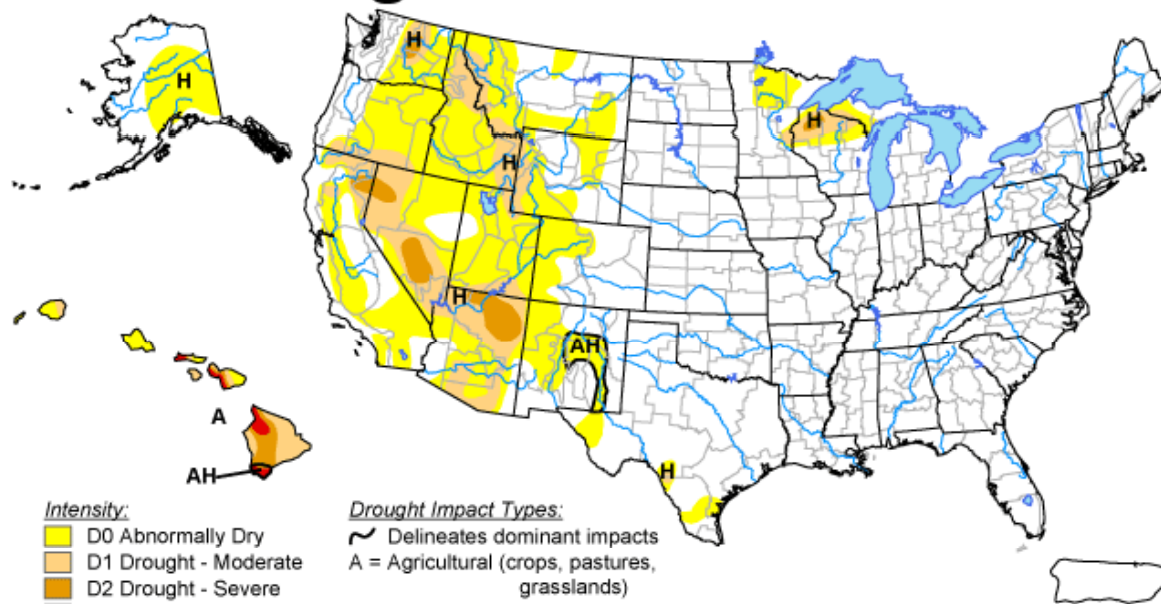 H
H
H
H
H
H
AH
A
AH
H
Intensity:
D0 Abnormally Dry
D1 Drought - Moderate
D2 Drought - Severe
Drought Impact Types:
Delineates dominant impacts
A = Agricultural (crops, pastures,
grasslands)